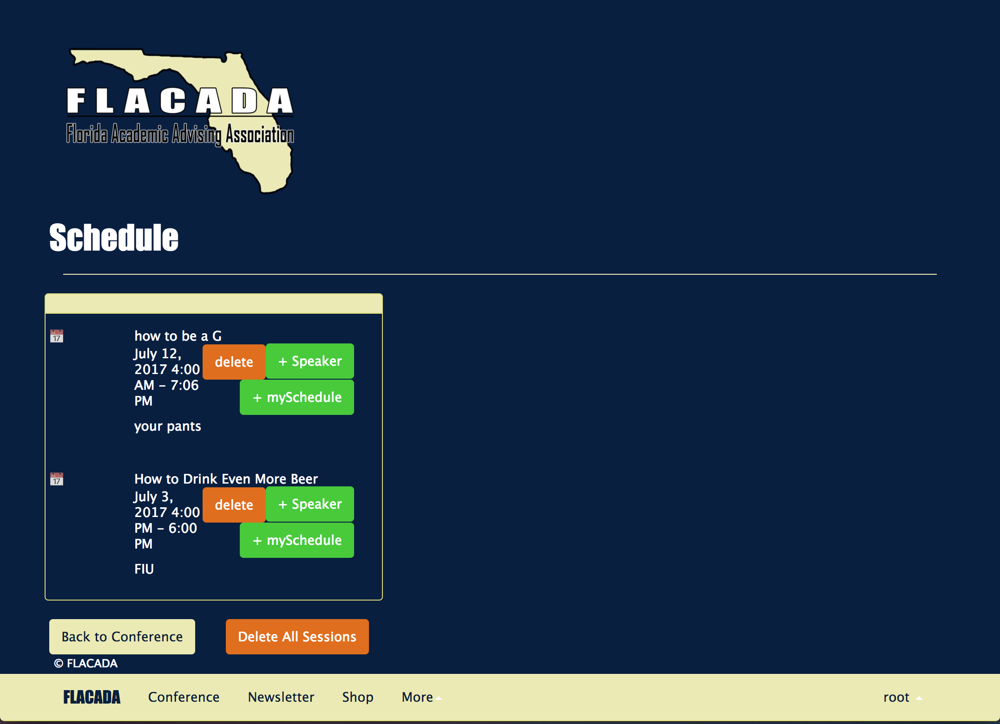 FLACADA
Florida Academic Advising Association
Schedule
JUL
17
how to be a G
July 12,
2017 4:00
AM – 7:06
PM
delete
+ Speaker
+ mySchedule
your pants
JUL
17
How to Drink Even More Beer
July 3,
2017 4:00
PM – 6:00
PM
delete
+ Speaker
+ mySchedule
FIU
Back to Conference
Delete All Sessions
© FLACADA
FLACADA Conference Newsletter Shop More root